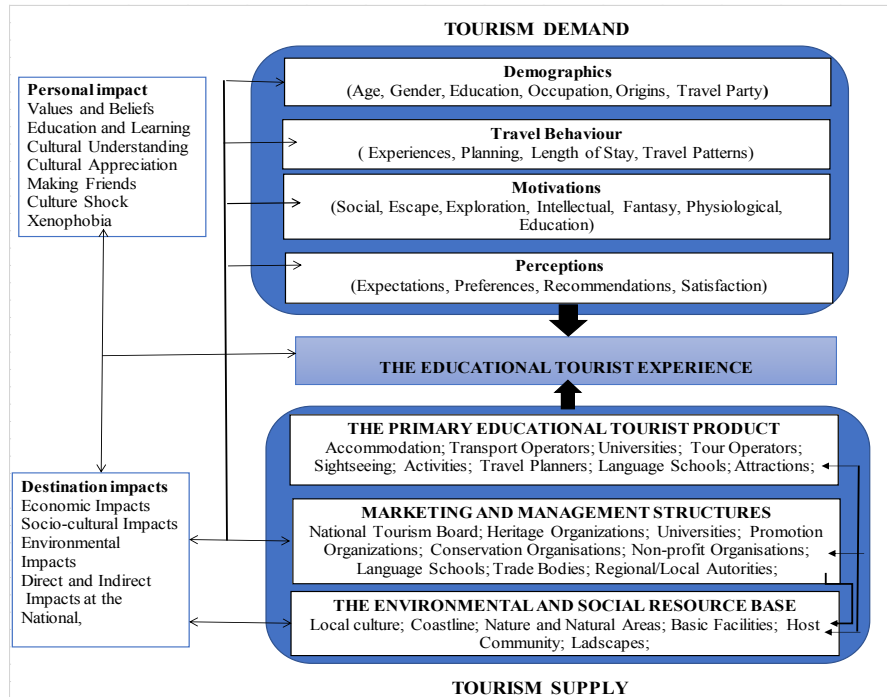 TOURISM DEMAND
Personal impact
Values and Beliefs
Education and Learning
Cultural Understanding
Cultural Appreciation
Making Friends
Culture Shock
Xenophobia
Demographics
(Age, Gender, Education, Occupation, Origins, Travel Party)
Travel Behaviour
( Experiences, Planning, Length of Stay, Travel Patterns)
Motivations
(Social, Escape, Exploration, Intellectual, Fantasy, Physiological,
Education)
Perceptions
(Expectations, Preferences, Recommendations, Satisfaction)
THE EDUCATIONAL TOURIST EXPERIENCE
THE PRIMARY EDUCATIONAL TOURIST PRODUCT
Accommodation; Transport Operators; Universities; Tour Operators;
Sightseeing; Activities; Travel Planners; Language Schools; Attractions;
Destination impacts
Economic Impacts
Socio-cultural Impacts
Environmental
Impacts
Direct and Indirect
Impacts at the
National,
MARKETING AND MANAGEMENT STRUCTURES
National Tourism Board; Heritage Organizations; Universities; Promotion
Organizations; Conservation Organisations; Non-profit Organisations;
Language Schools; Trade Bodies; Regional/Local Autorities;
THE ENVIRONMENTAL AND SOCIAL RESOURCE BASE
Local culture; Coastline; Nature and Natural Areas; Basic Facilities; Host
Community; Ladscapes;
TOURISM SUPPLY